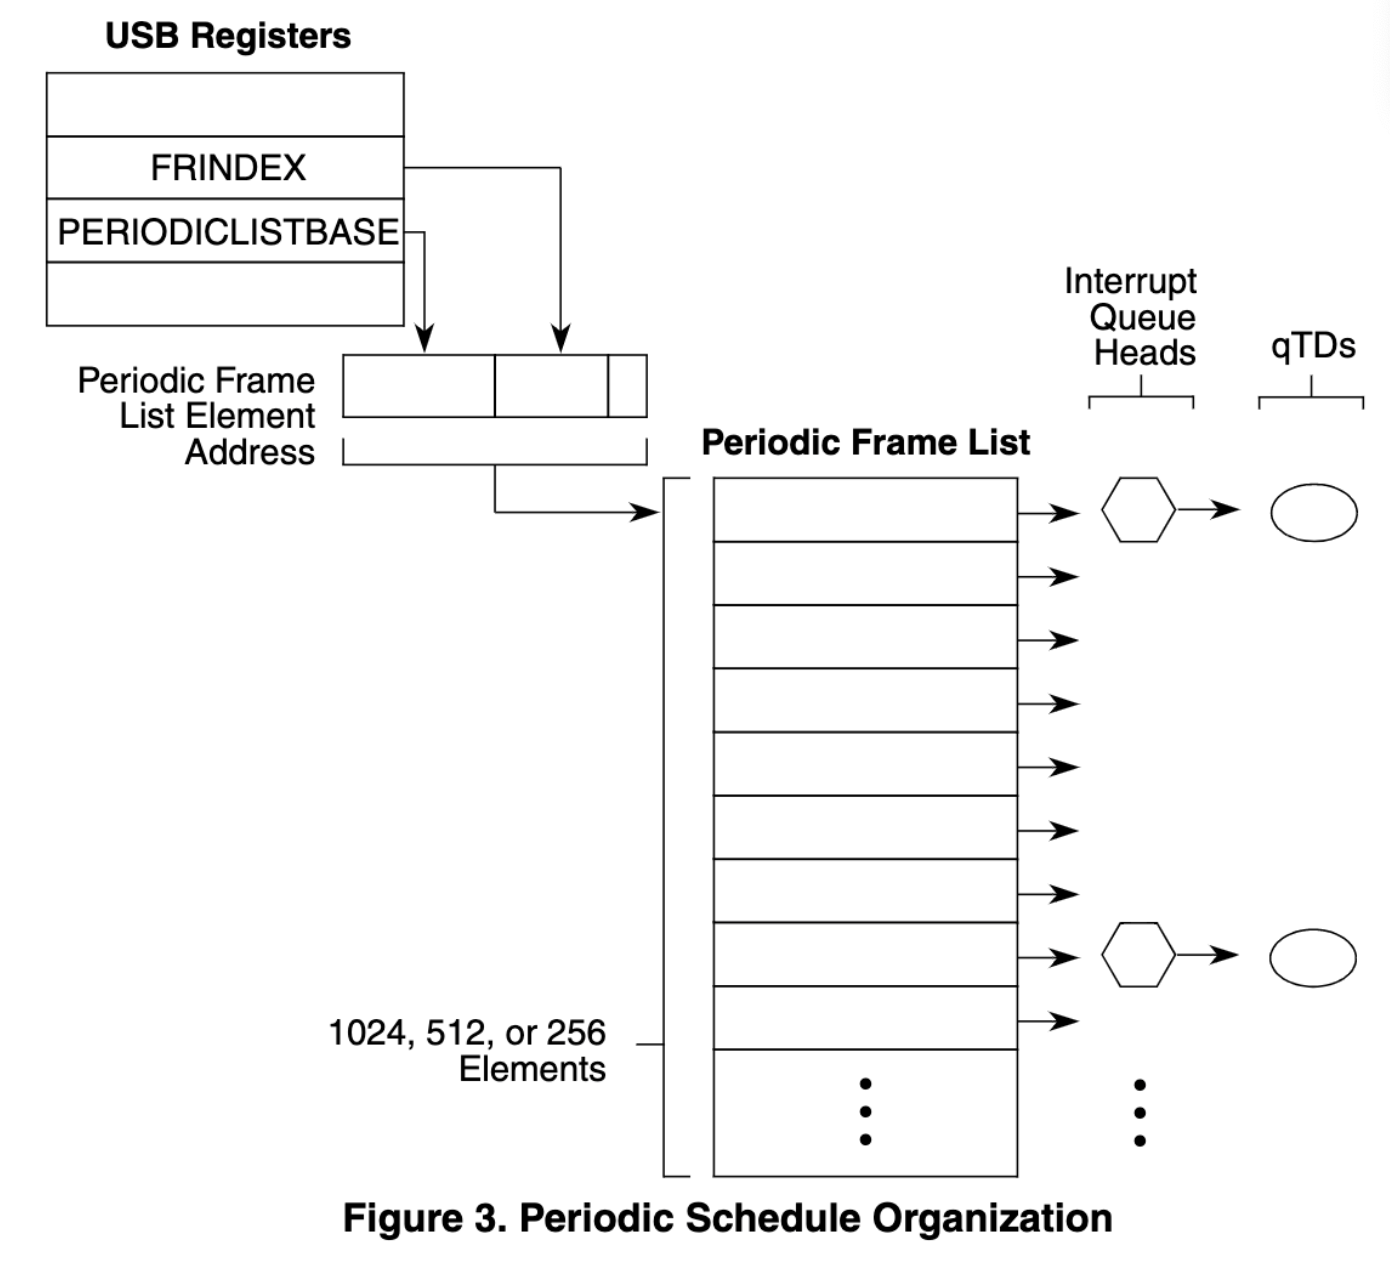 USB Registers
FRINDEX
PERIODICLISTBASE
Periodic Frame
List Element
Address
Interrupt
Queue
Heads
qTDs
Periodic Frame List
1024, 512, or 256
Elements
Figure 3. Periodic Schedule Organization